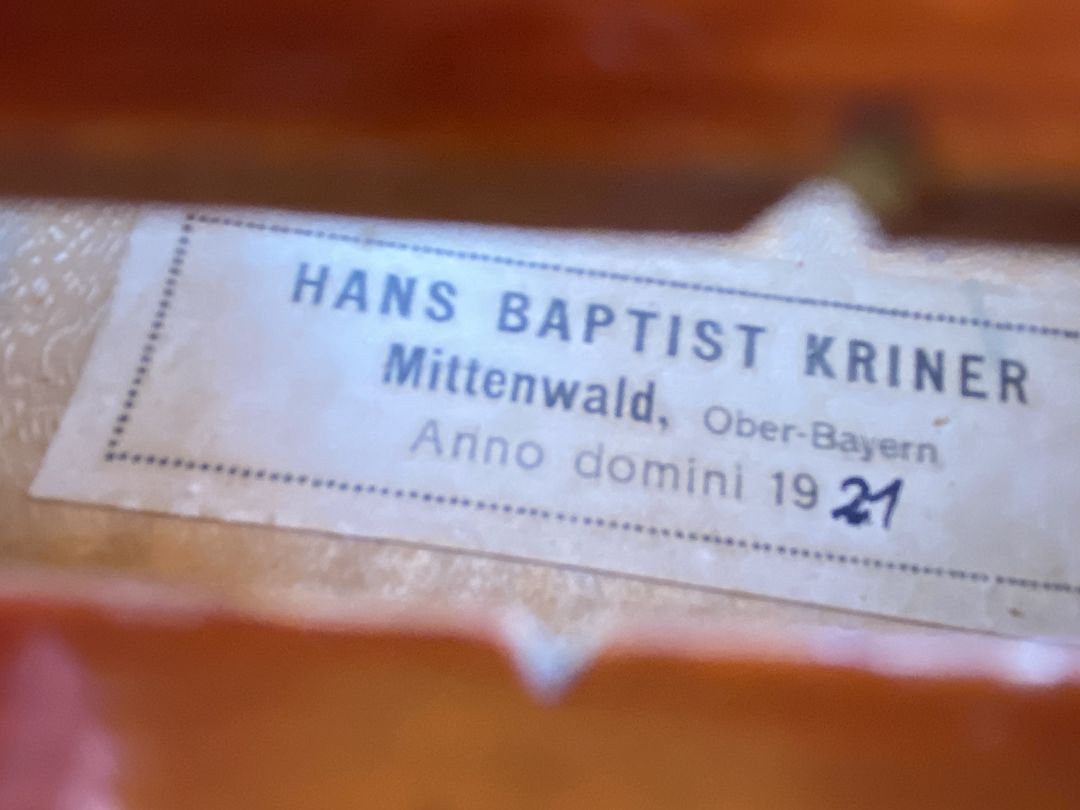 HANS BAPTIST KRINER
Mittenwald, Ober-Bayern
Anno domini 1921